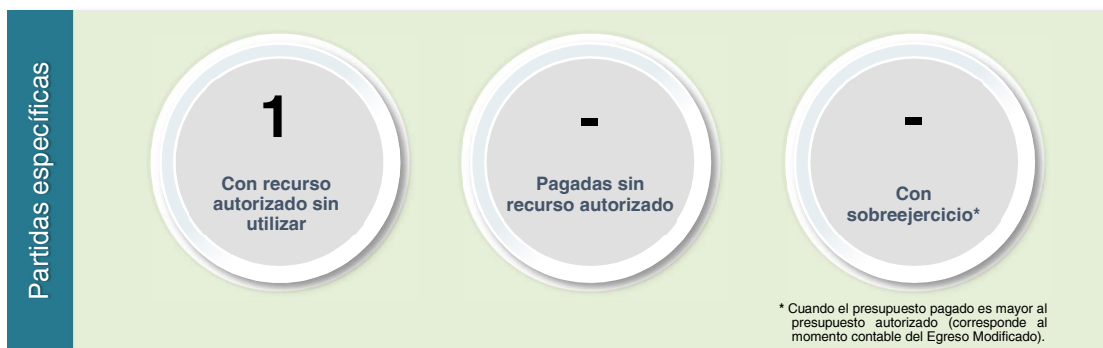 Partidas específicas
1
Con recurso
autorizado sin
utilizar
-
Pagadas sin
recurso autorizado
-
Con
sobreejercicio*
* Cuando el presupuesto pagado es mayor al
presupuesto autorizado (corresponde al
momento contable del Egreso Modificado).